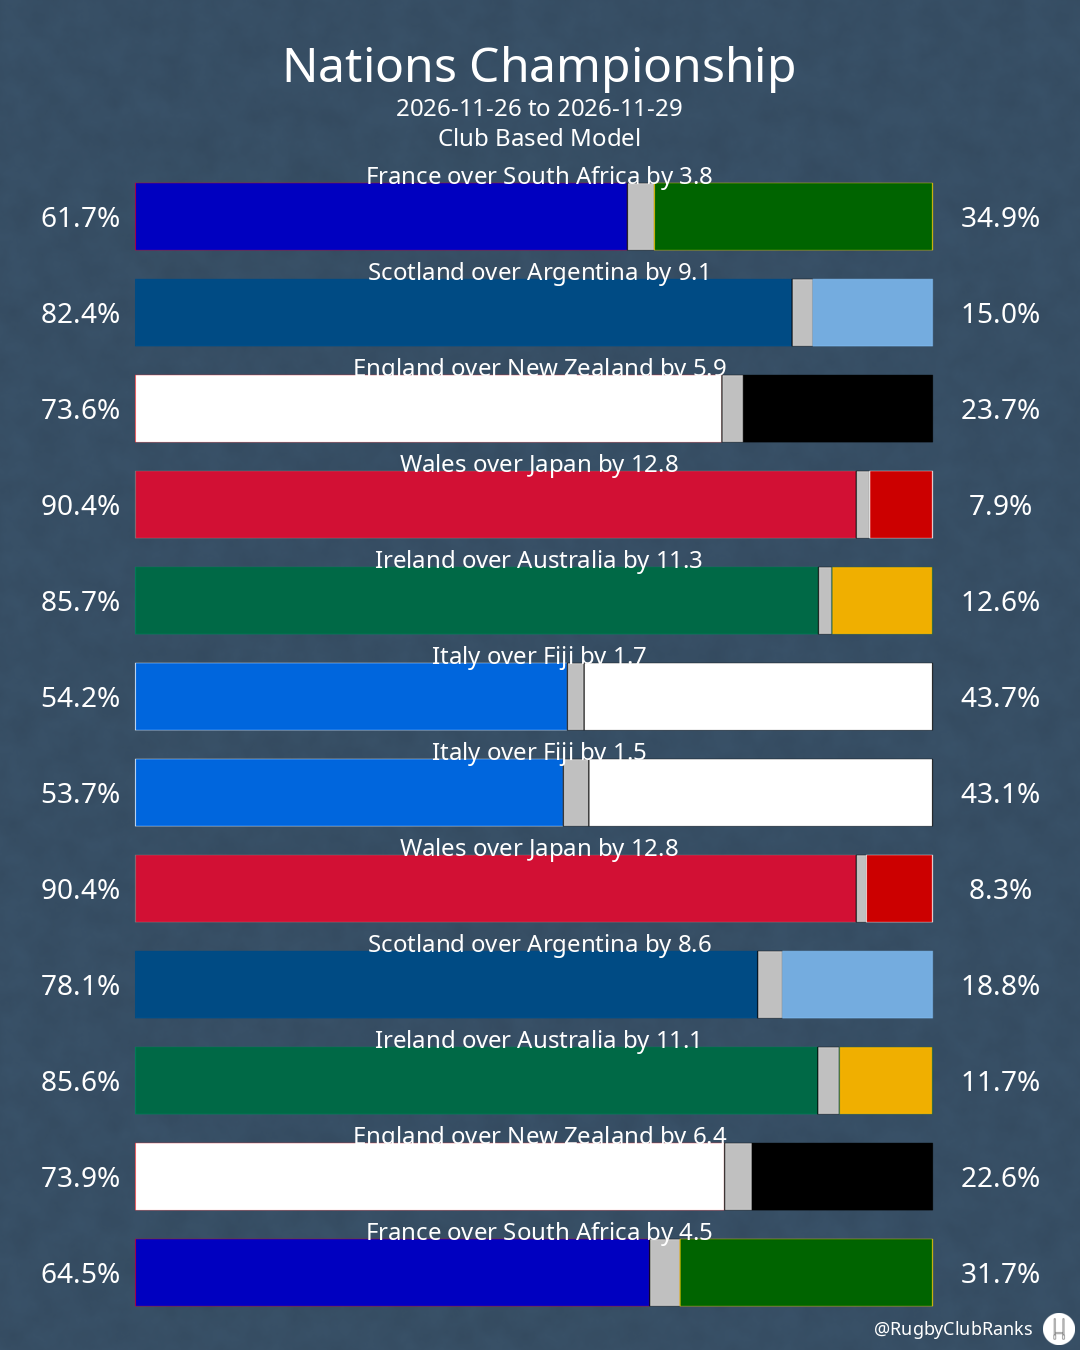 Nations Championship
2026-11-26 to 2026-11-29
Club Based Model
France over South Africa by 3.8
61.7% 34.9%
Scotland over Argentina by 9.1
82.4% 15.0%
England over New Zealand by 5.9
73.6% 23.7%
Wales over Japan by 12.8
90.4% 7.9%
Ireland over Australia by 11.3
85.7% 12.6%
Italy over Fiji by 1.7
54.2% 43.7%
Italy over Fiji by 1.5
53.7% 43.1%
Wales over Japan by 12.8
90.4% 8.3%
Scotland over Argentina by 8.6
78.1% 18.8%
Ireland over Australia by 11.1
85.6% 11.7%
England over New Zealand by 6.4
73.9% 22.6%
France over South Africa by 4.5
64.5% 31.7%
@RugbyClubRanks